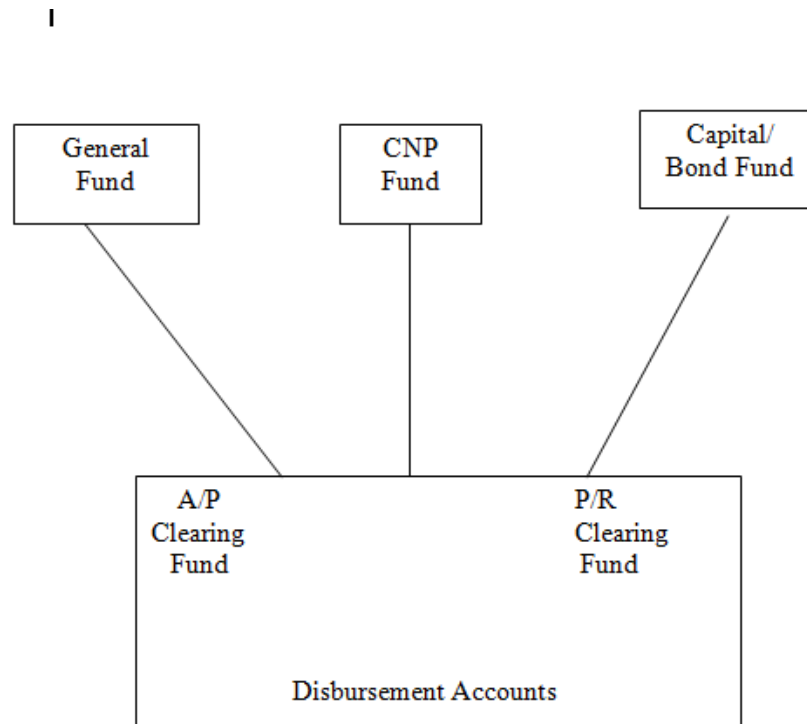 I
General
Fund
CNP
Fund
Capital/
Bond Fund
A/P
Clearing
Fund
P/R
Clearing
Fund
Disbursement Accounts